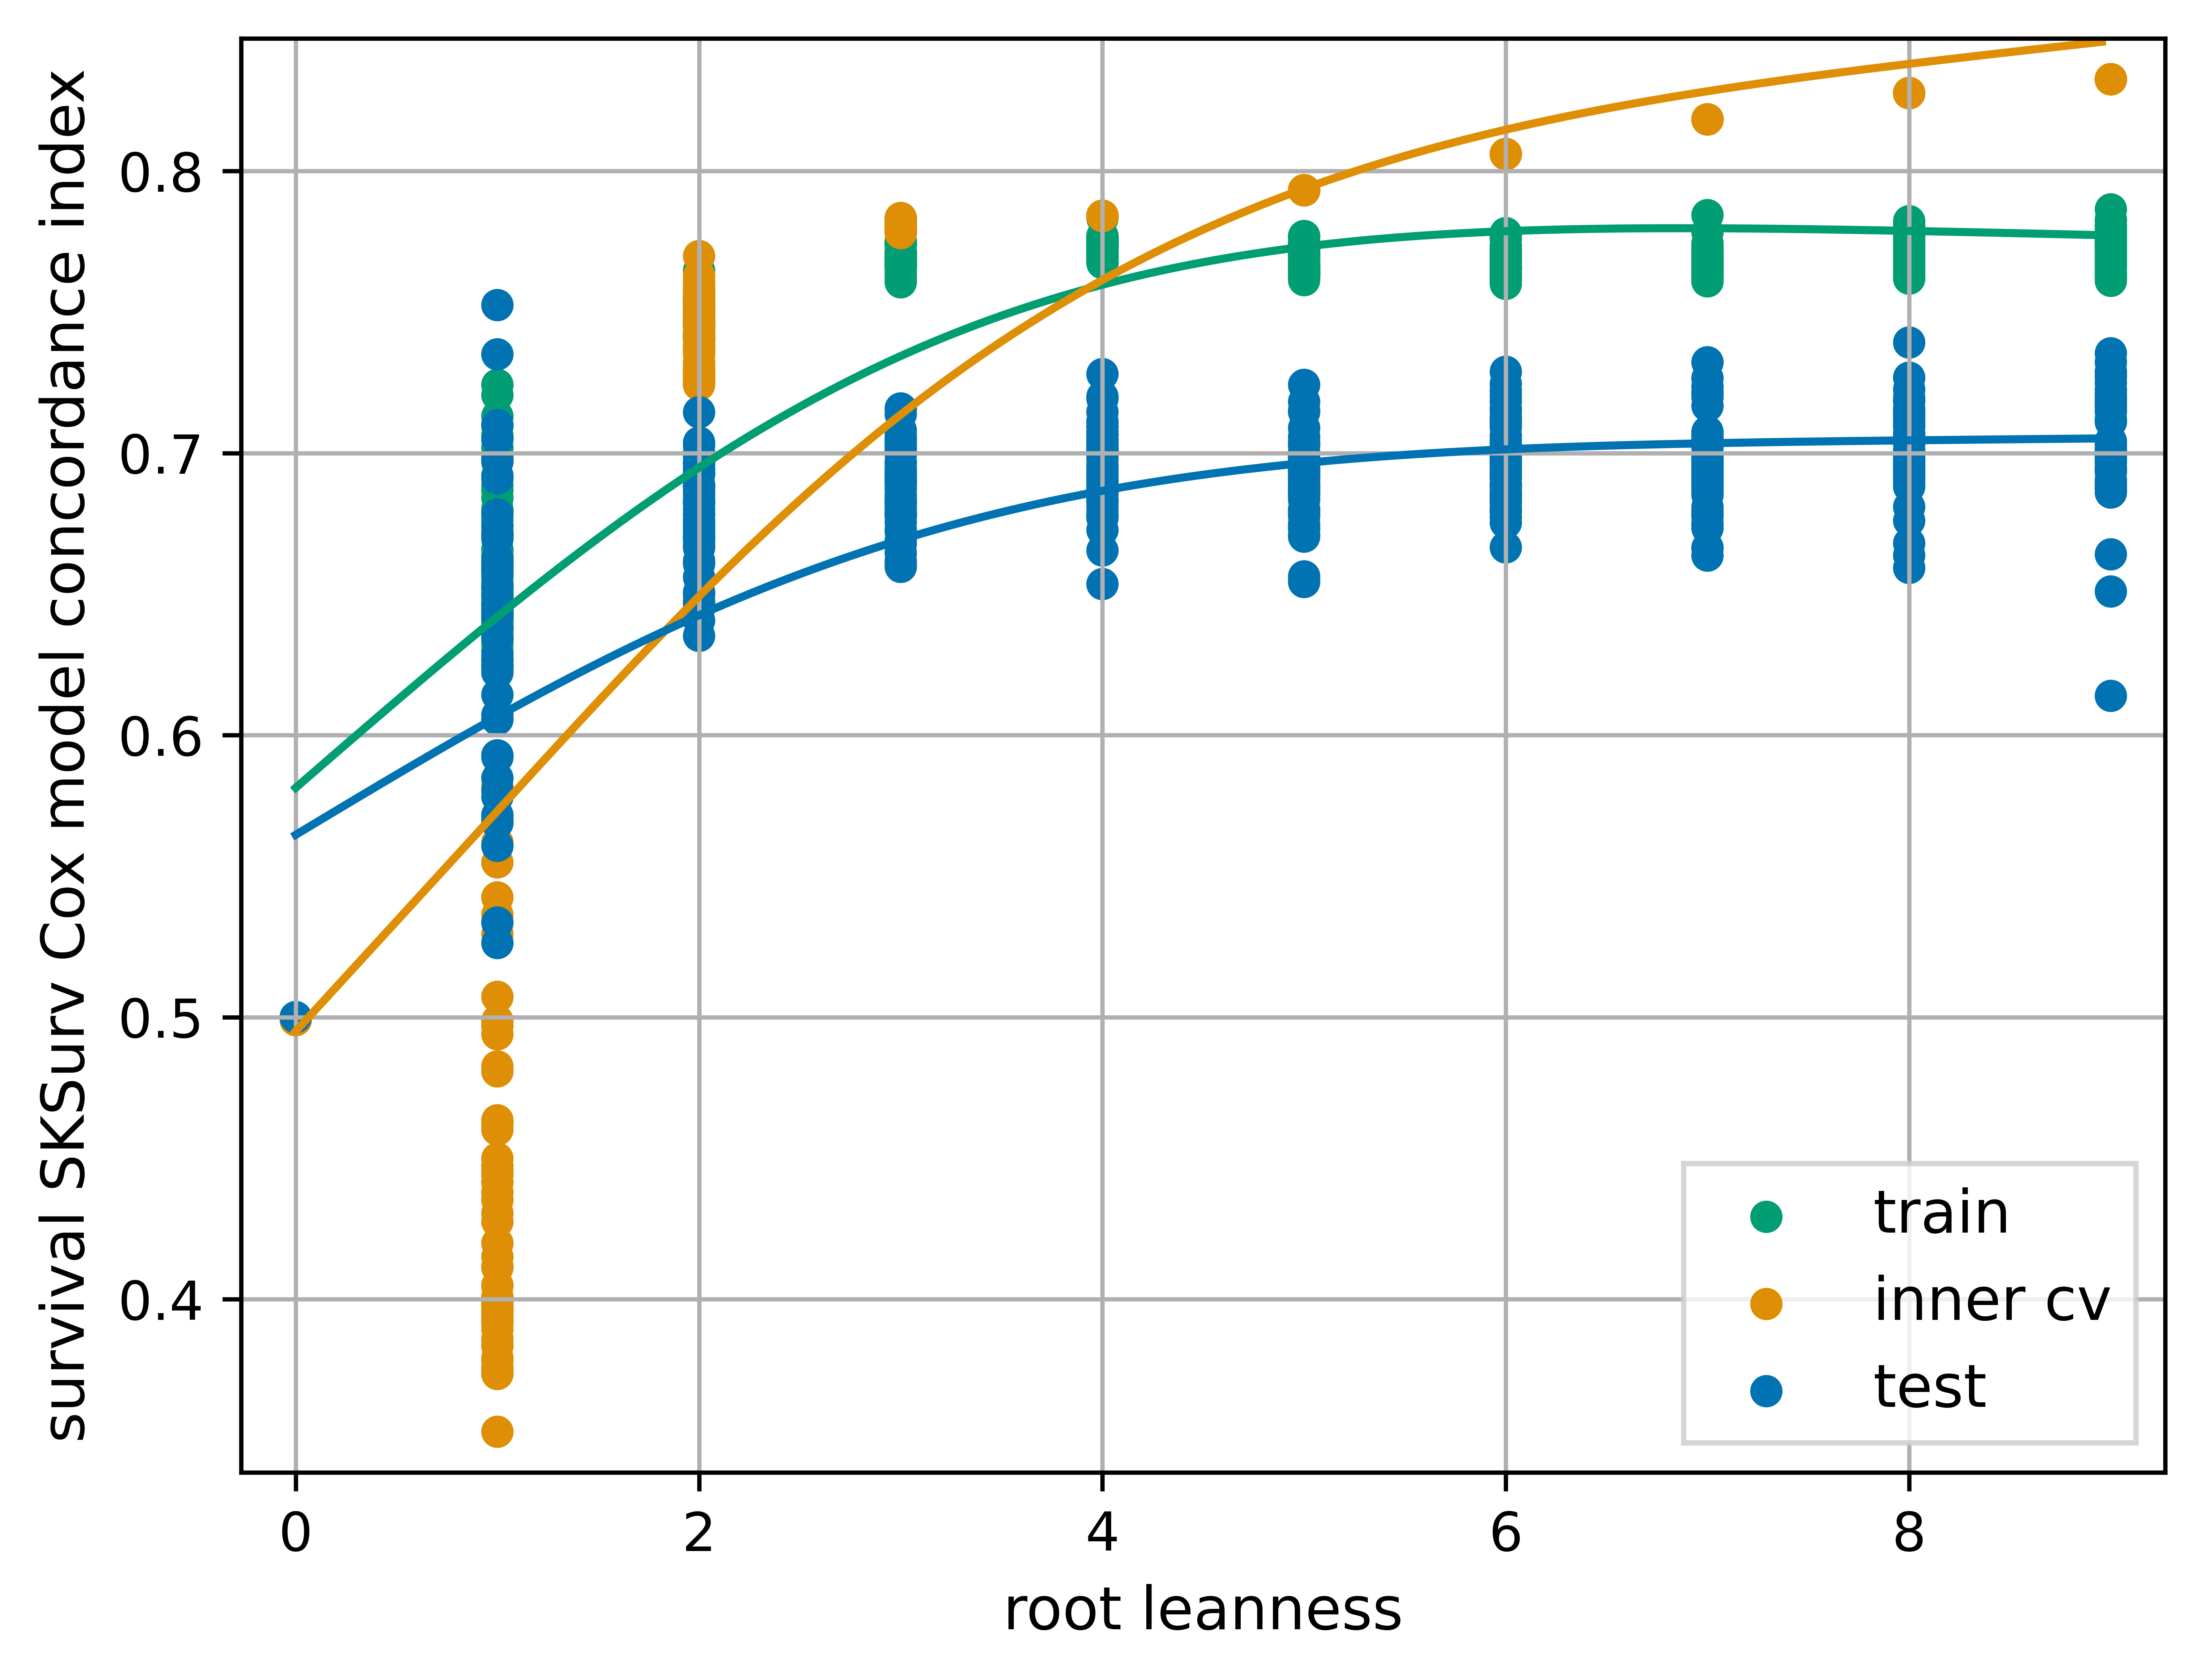 survival SKSurv Cox model concordance index
0.8
0.7
0.6
0.5
0.4
0
2
4
6
8
root leanness
train
inner cv
test